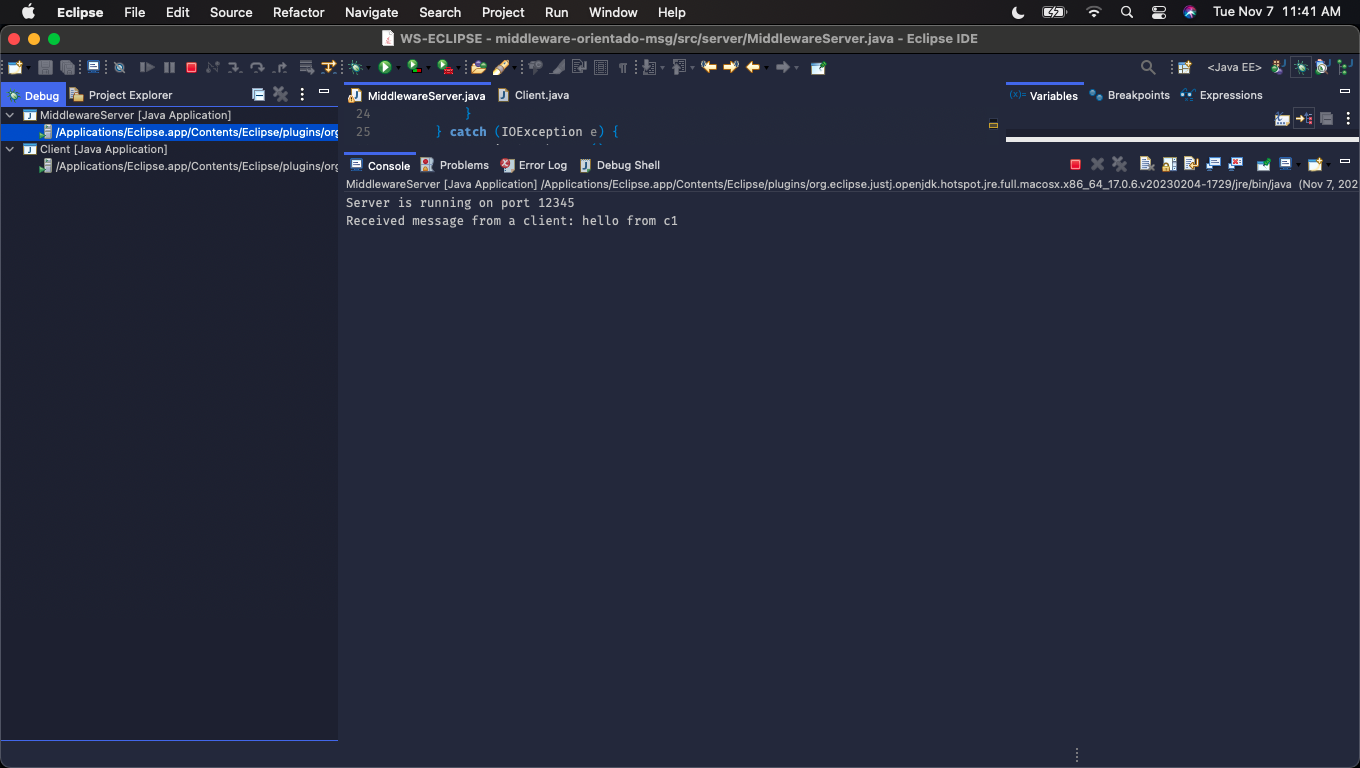 Eclipse File Edit Source Refactor Navigate Search Project Run Window Help Tue Nov 7 11:41 AM
WS-ECLIPSE - middleware-orientado-msg/src/server/MiddlewareServer.java - Eclipse IDE
<Java EE>
Debug Project Explorer
MiddlewareServer.java Client.java
(x)= Variables Breakpoints Expressions
MiddlewareServer [Java Application]
/Applications/Eclipse.app/Contents/Eclipse/plugins/org
Client [Java Application]
/Applications/Eclipse.app/Contents/Eclipse/plugins/org
24 }
25 } catch (IOException e) {
Console Problems Error Log Debug Shell
MiddlewareServer [Java Application] /Applications/Eclipse.app/Contents/Eclipse/plugins/org.eclipse.justj.openjdk.hotspot.jre.full.macosx.x86_64_17.0.6.v20230204-1729/jre/bin/java (Nov 7, 202
Server is running on port 12345
Received message from a client: hello from c1